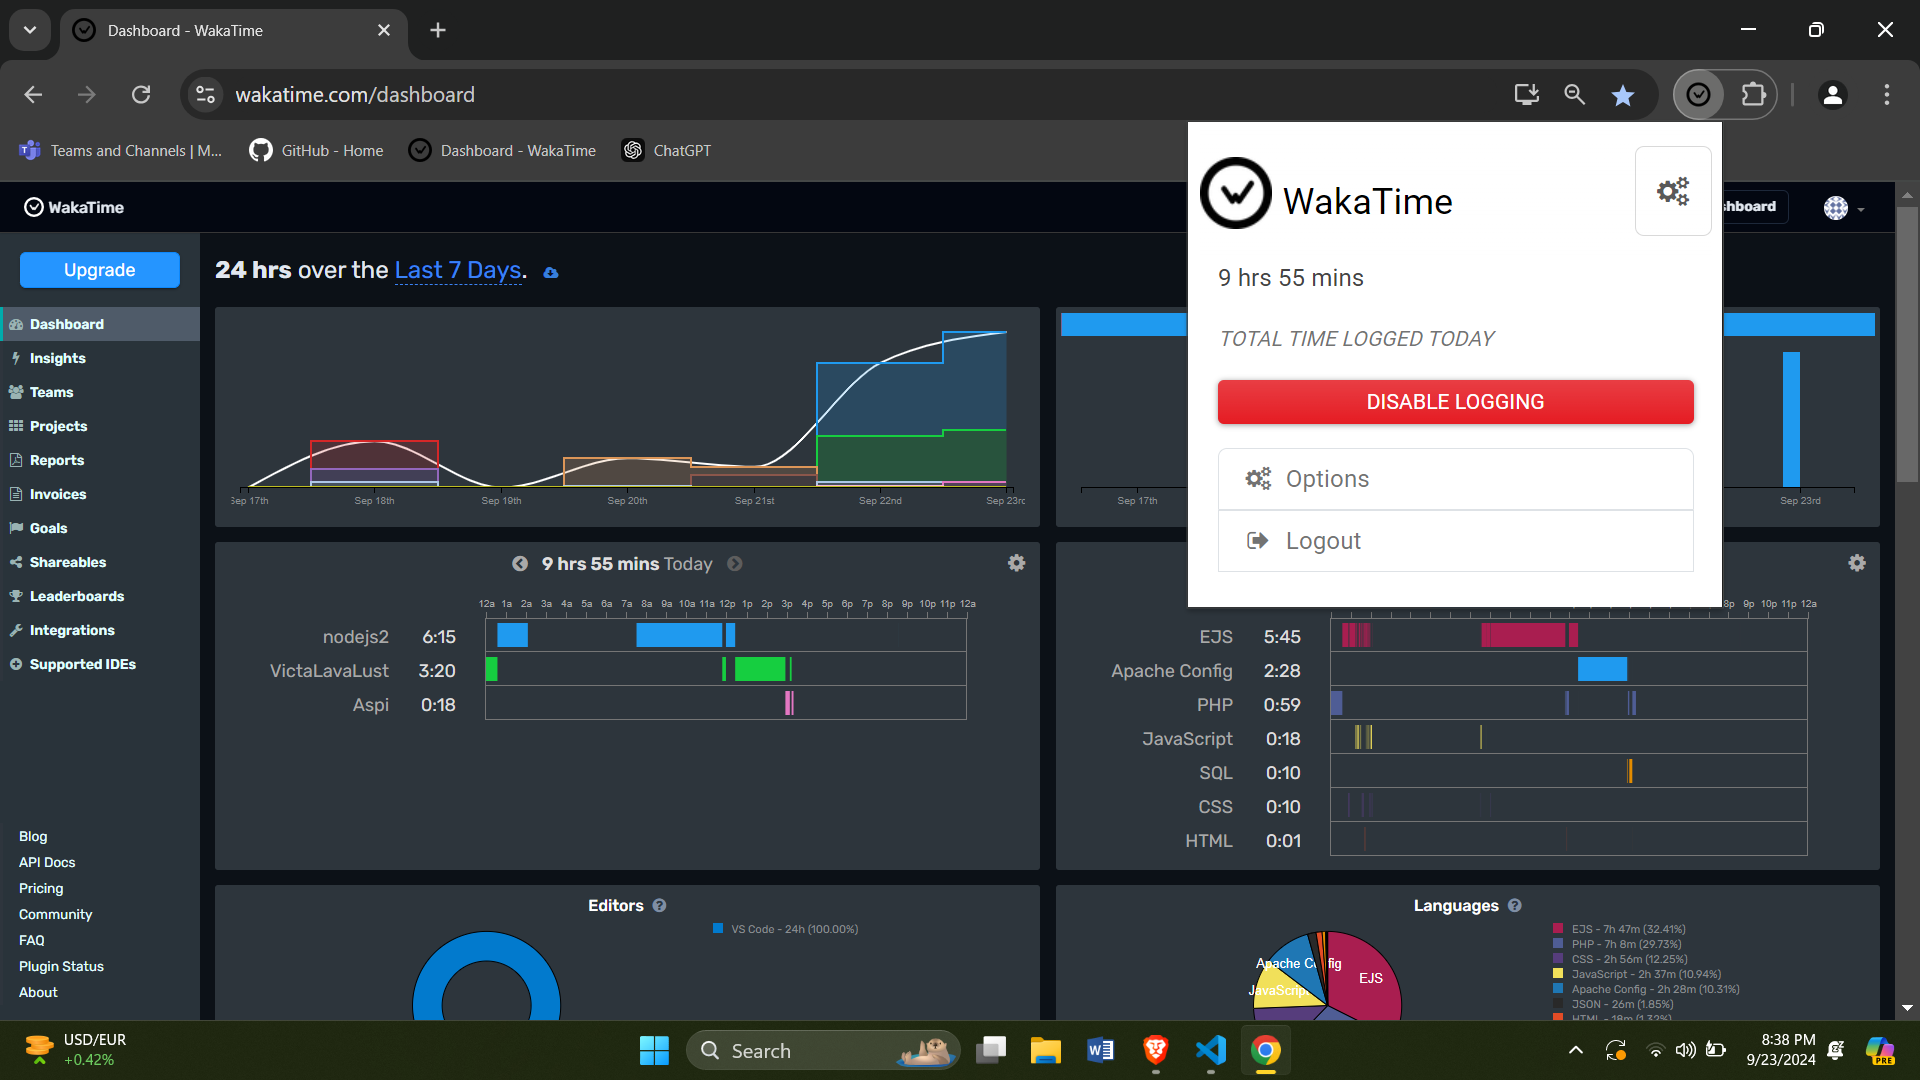 Dashboard - WakaTime
wakatime.com/dashboard
Teams and Channels | M...
GitHub - Home
Dashboard - WakaTime
ChatGPT
WakaTime
shboard
WakaTime
9 hrs 55 mins
TOTAL TIME LOGGED TODAY
DISABLE LOGGING
Options
Logout
Upgrade
Dashboard
Insights
Teams
Projects
Reports
Invoices
Goals
Shareables
Leaderboards
Integrations
Supported IDEs
Blog
API Docs
Pricing
Community
FAQ
Plugin Status
About
24 hrs over the Last 7 Days.
Sep 17th Sep 18th Sep 19th Sep 20th Sep 21st Sep 22nd Sep 23rd
Sep 17th Sep 23rd
9 hrs 55 mins Today
12a 1a 2a 3a 4a 5a 6a 7a 8a 9a 10a 11a 12p 1p 2p 3p 4p 5p 6p 7p 8p 9p 10p 11p 12a
nodejs2 6:15
VictaLavaLust 3:20
Aspi 0:18
8p 9p 10p 11p 12a
EJS 5:45
Apache Config 2:28
PHP 0:59
JavaScript 0:18
SQL 0:10
CSS 0:10
HTML 0:01
Editors
VS Code - 24h (100.00%)
Languages
Apache Config
EJS
JavaScript
EJS - 7h 47m (32.41%)
PHP - 7h 8m (29.73%)
CSS - 2h 56m (12.25%)
JavaScript - 2h 37m (10.94%)
Apache Config - 2h 28m (10.31%)
JSON - 26m (1.85%)
HTML - 18m (1.32%)
USD/EUR
+0.42%
Search
8:38 PM
9/23/2024
PRE